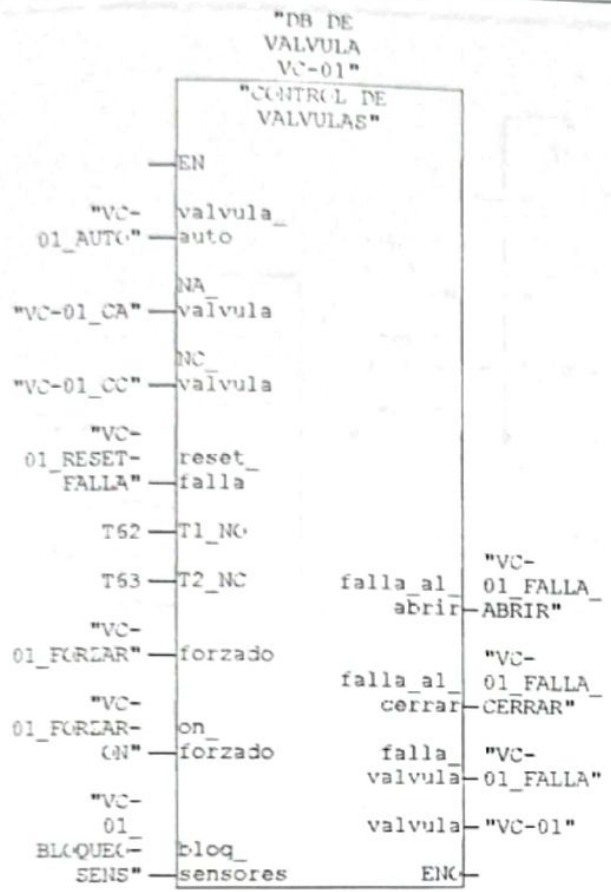 "DB DE
VALVULA
VC-01"
"CONTROL DE
VALVULAS"
EN
"VC-
01_AUTO"
valvula_
auto
"VC-01_CA"
NA_
valvula
"VC-01_CC"
NC_
valvula
"VC-
01_RESET-
FALLA"
reset_
falla
T62
T1_NO
T63
T2_NC
"VC-
01_FORZAR"
forzado
"VC-
01_FORZAR-
ON"
on_
forzado
"VC-
01_
BLOQUEO-
SENS"
bloq_
sensores
falla_al_
abrir
"VC-
01_FALLA_
ABRIR"
falla_al_
cerrar
"VC-
01_FALLA_
CERRAR"
falla_
valvula
"VC-
01_FALLA"
valvula
"VC-01"
ENO